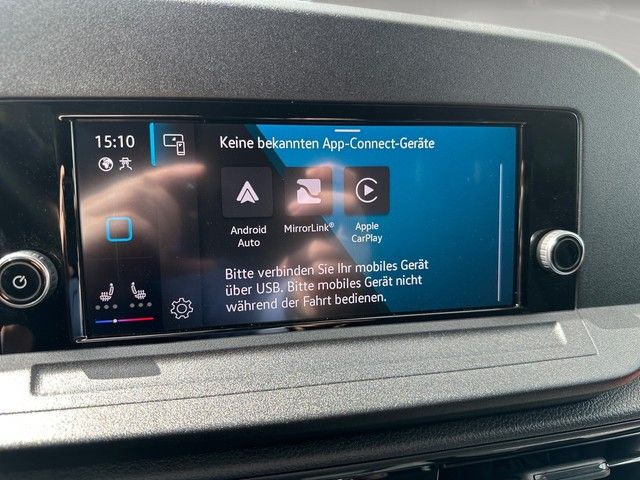 15:10
Keine bekannten App-Connect-Geräte
Android
Auto
MirrorLink®
Apple
CarPlay
Bitte verbinden Sie Ihr mobiles Gerät
über USB. Bitte mobiles Gerät nicht
während der Fahrt bedienen.